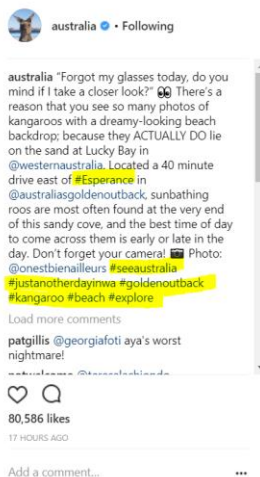 australia • Following
australia “Forgot my glasses today, do you
mind if I take a closer look?” 👀 There’s a
reason that you see so many photos of
kangaroos with a dreamy-looking beach
backdrop; because they ACTUALLY DO lie
on the sand at Lucky Bay in
@westernaustralia. Located a 40 minute
drive east of #Esperance in
@australiasgoldenoutback, sunbathing
roos are most often found at the very end
of this sandy cove, and the best time of day
to come across them is early or late in the
day. Don’t forget your camera! 📷 Photo:
@onestbienailleurs #seeaustralia
#justanotherdayinwa #goldenoutback
#kangaroo #beach #explore
Load more comments
patgillis @georgiafoti aya's worst
nightmare!
80,586 likes
17 HOURS AGO
Add a comment...